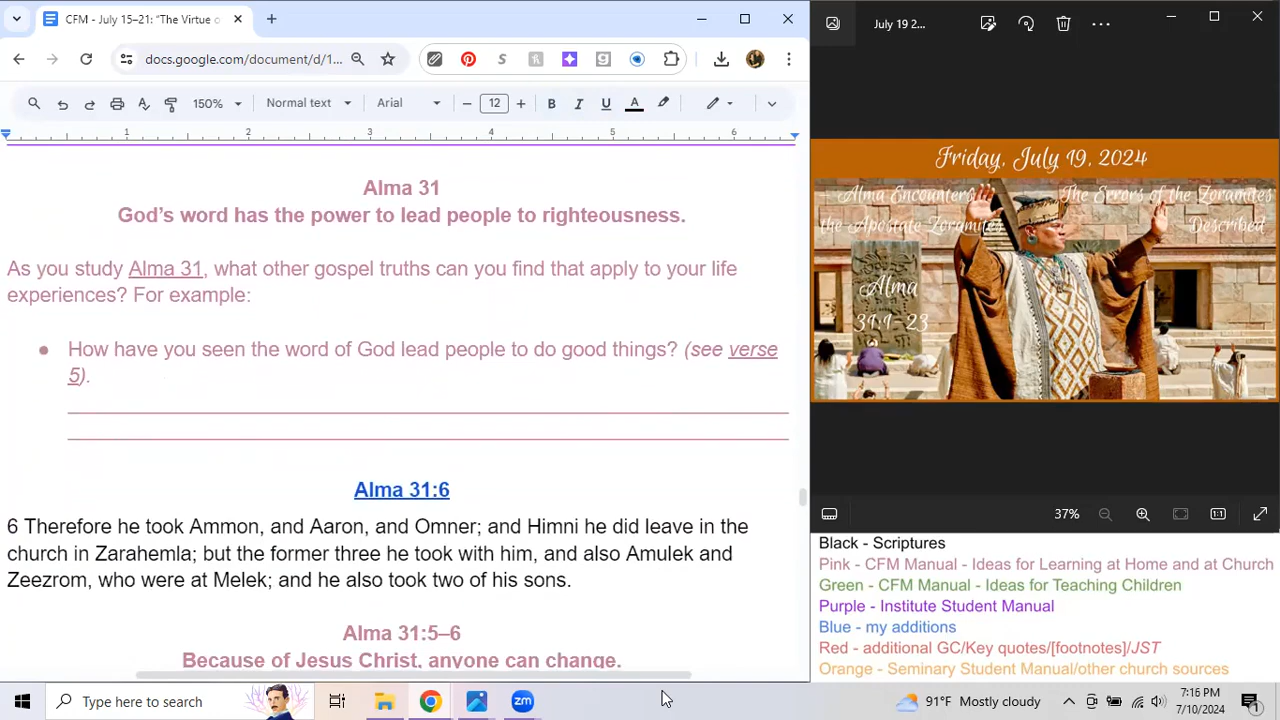 CFM - July 15–21: “The Virtue o
docs.google.com/document/d/1...
150%
Normal text
Arial
12
1 2 3 4 5 6
Alma 31
God’s word has the power to lead people to righteousness.
As you study Alma 31, what other gospel truths can you find that apply to your life
experiences? For example:
● How have you seen the word of God lead people to do good things? (see verse
5).
Alma 31:6
6 Therefore he took Ammon, and Aaron, and Omner; and Himni he did leave in the
church in Zarahemla; but the former three he took with him, and also Amulek and
Zeezrom, who were at Melek; and he also took two of his sons.
Alma 31:5–6
Because of Jesus Christ, anyone can change.
July 19 2...
Friday, July 19, 2024
Alma Encounters
the Apostate Zoramites
The Errors of the Zoramites
Described
Alma
31:1-23
37%
Black - Scriptures
Pink - CFM Manual - Ideas for Learning at Home and at Church
Green - CFM Manual - Ideas for Teaching Children
Purple - Institute Student Manual
Blue - my additions
Red - additional GC/Key quotes/[footnotes]/JST
Orange - Seminary Student Manual/other church sources
Type here to search
zm
91°F Mostly cloudy
7:16 PM
7/10/2024
1